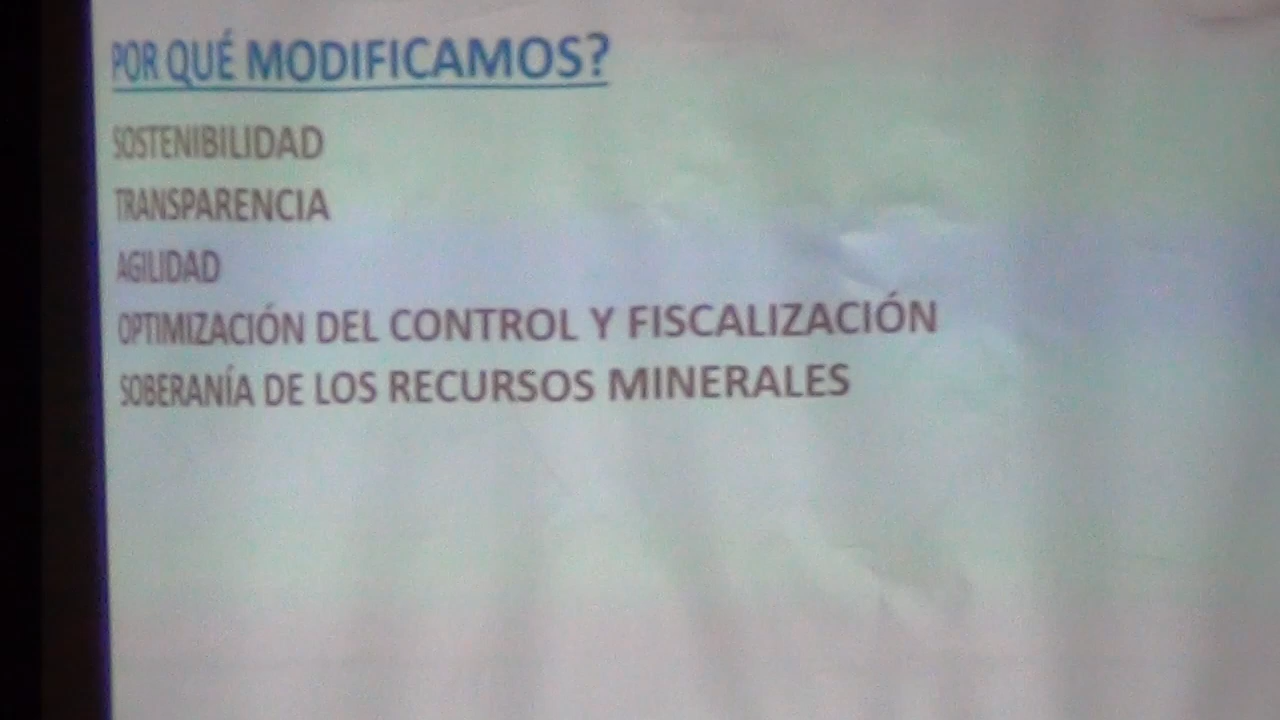 POR QUÉ MODIFICAMOS?
SOSTENIBILIDAD
TRANSPARENCIA
AGILIDAD
OPTIMIZACIÓN DEL CONTROL Y FISCALIZACIÓN
SOBERANÍA DE LOS RECURSOS MINERALES